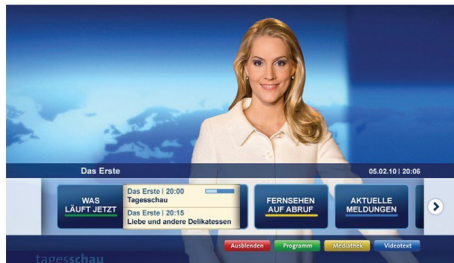 Das Erste
05.02.10 | 20:06
WAS
LÄUFT JETZT
Das Erste | 20:00
Tagesschau
Das Erste | 20:15
Liebe und andere Delikatessen
FERNSEHEN
AUF ABRUF
AKTUELLE
MELDUNGEN
Ausblenden
Programm
Mediathek
Videotext
tagesschau